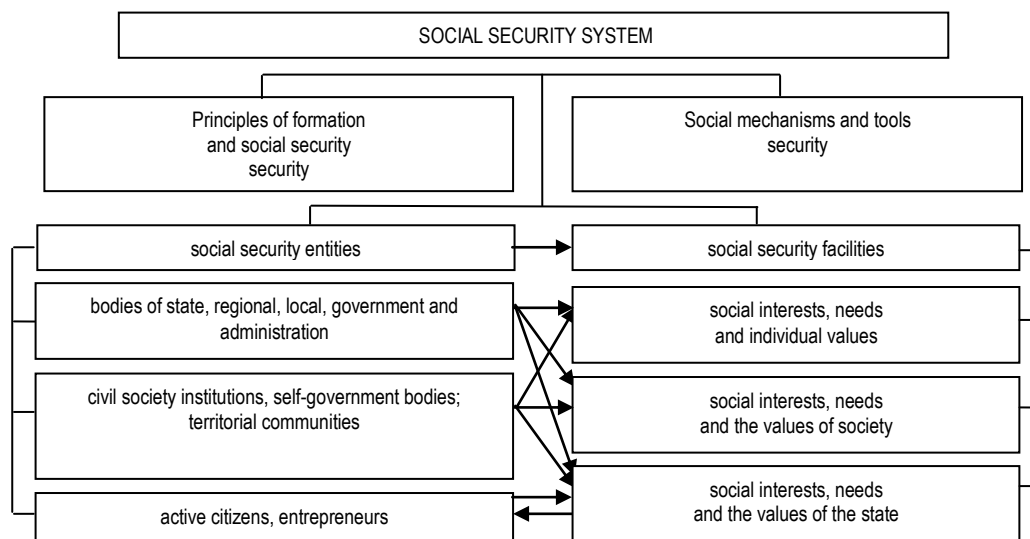 SOCIAL SECURITY SYSTEM
Principles of formation
and social security
security
Social mechanisms and tools
security
social security entities
social security facilities
bodies of state, regional, local, government and
administration
social interests, needs
and individual values
civil society institutions, self-government bodies;
territorial communities
social interests, needs
and the values of society
active citizens, entrepreneurs
social interests, needs
and the values of the state